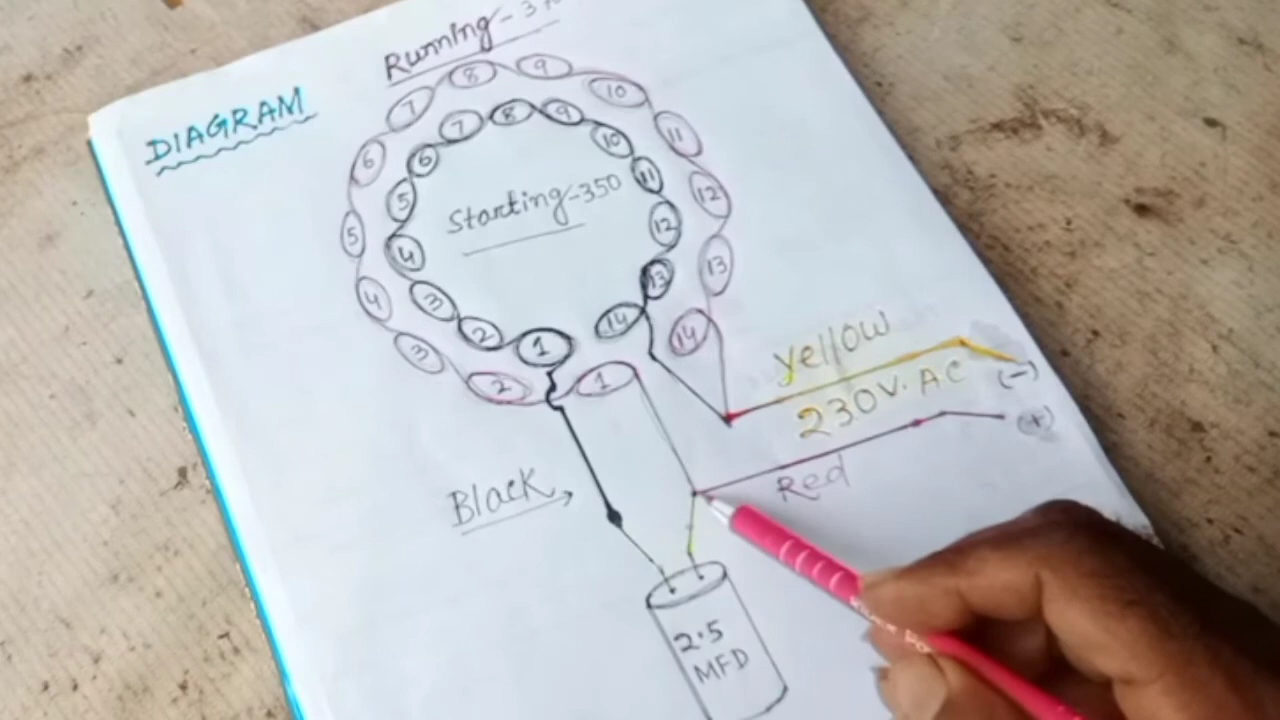 DIAGRAM
Running-
7 8 9 10
6 11
5 12
4 13
3 14
2 1
7 8 9
6 10
5 11
4 12
3 13
2 14
1
Starting-350
Yellow
230V.AC
(-)
(+)
Red
Black
2.5
MFD